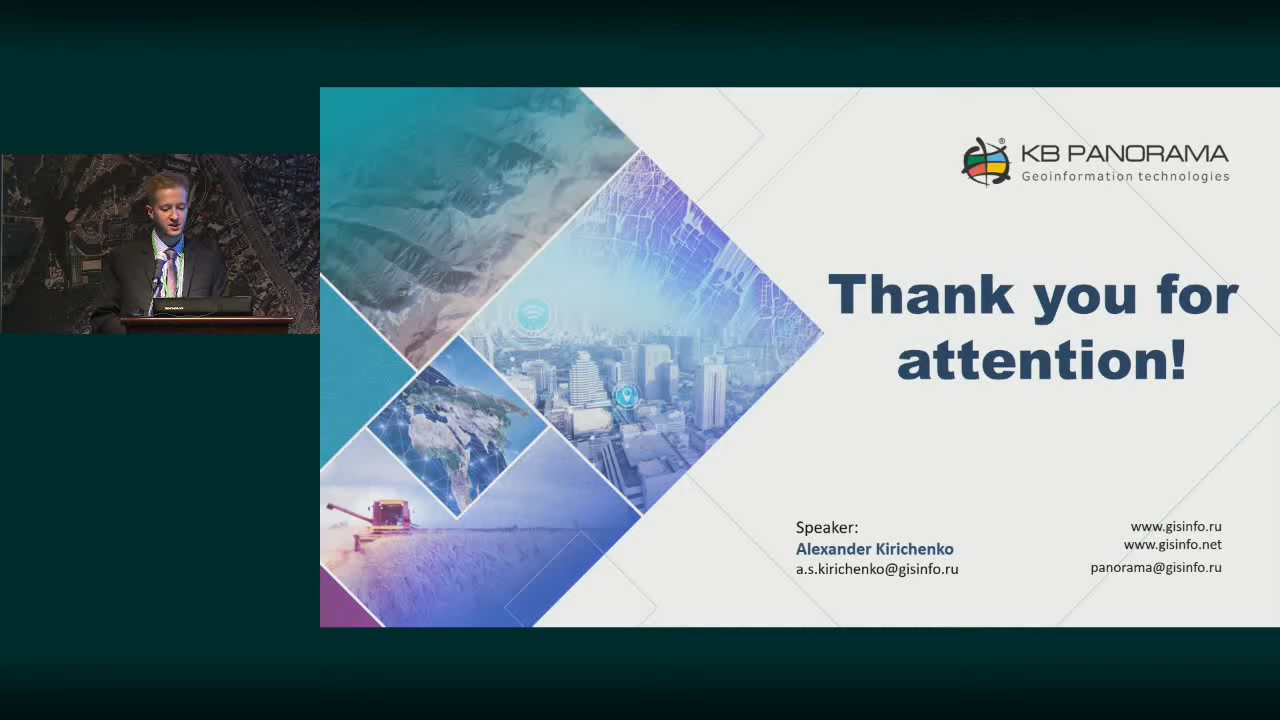 KB PANORAMA
®
Geoinformation technologies
Thank you for
attention!
Speaker:
Alexander Kirichenko
a.s.kirichenko@gisinfo.ru
www.gisinfo.ru
www.gisinfo.net
panorama@gisinfo.ru